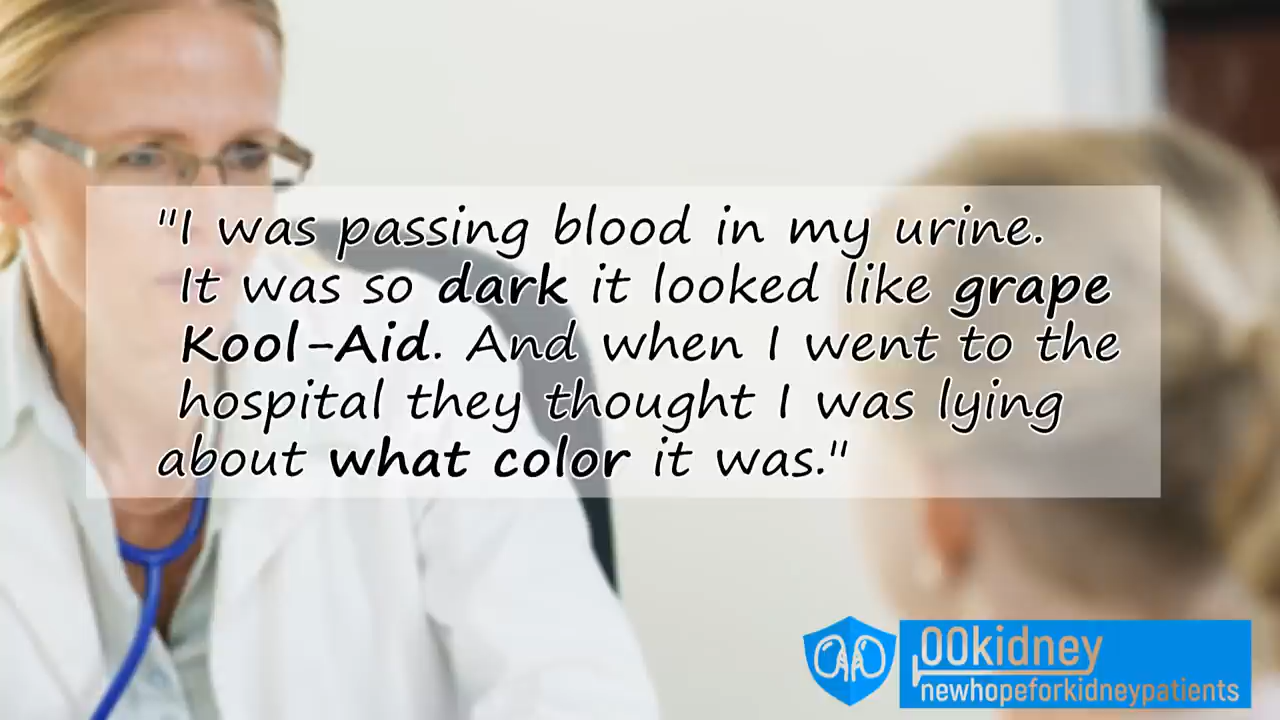 "I was passing blood in my urine.
It was so dark it looked like grape
Kool-Aid. And when I went to the
hospital they thought I was lying
about what color it was."
00kidney
newhopeforkidneypatients